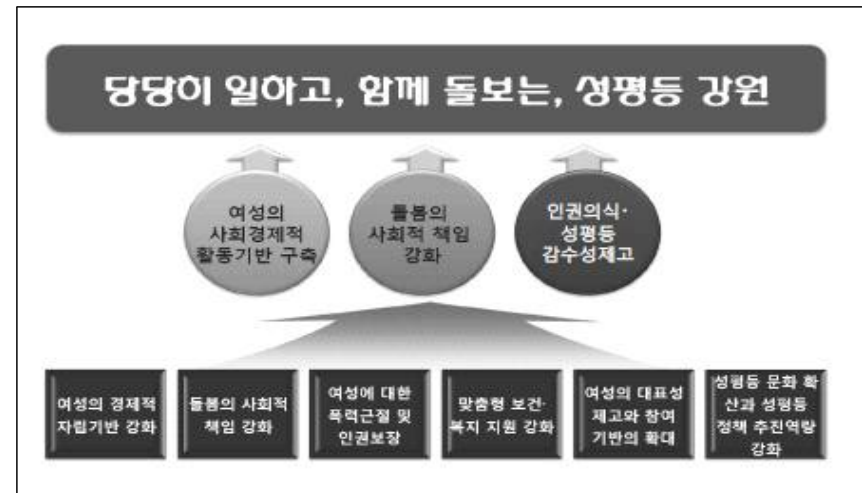 당당히 일하고, 함께 돌보는, 성평등 강원
여성의
사회경제적
활동기반 구축
돌봄의
사회적 책임
강화
인권의식·
성평등
감수성제고
여성의 경제적
자립기반 강화
돌봄의 사회적
책임 강화
여성에 대한
폭력근절 및
인권보장
맞춤형 보건·
복지 지원 강화
여성의 대표성
제고와 참여
기반의 확대
성평등 문화 확
산과 성평등
정책 추진역량
강화